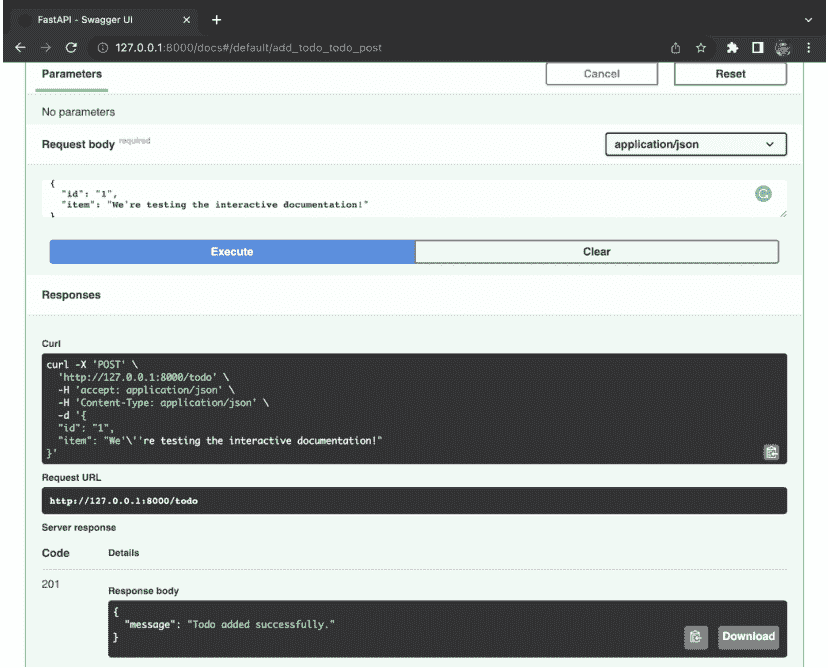 FastAPI - Swagger UI
127.0.0.1:8000/docs#/default/add_todo_todo_post
Parameters
Cancel
Reset
No parameters
Request body required
application/json
{
"id": "1",
"item": "We're testing the interactive documentation!"
}
Execute
Clear
Responses
Curl
curl -X 'POST' \
'http://127.0.0.1:8000/todo' \
-H 'accept: application/json' \
-H 'Content-Type: application/json' \
-d '{
"id": "1",
"item": "We'\''re testing the interactive documentation!"
}'
Request URL
http://127.0.0.1:8000/todo
Server response
Code Details
201
Response body
{
"message": "Todo added successfully."
}
Download